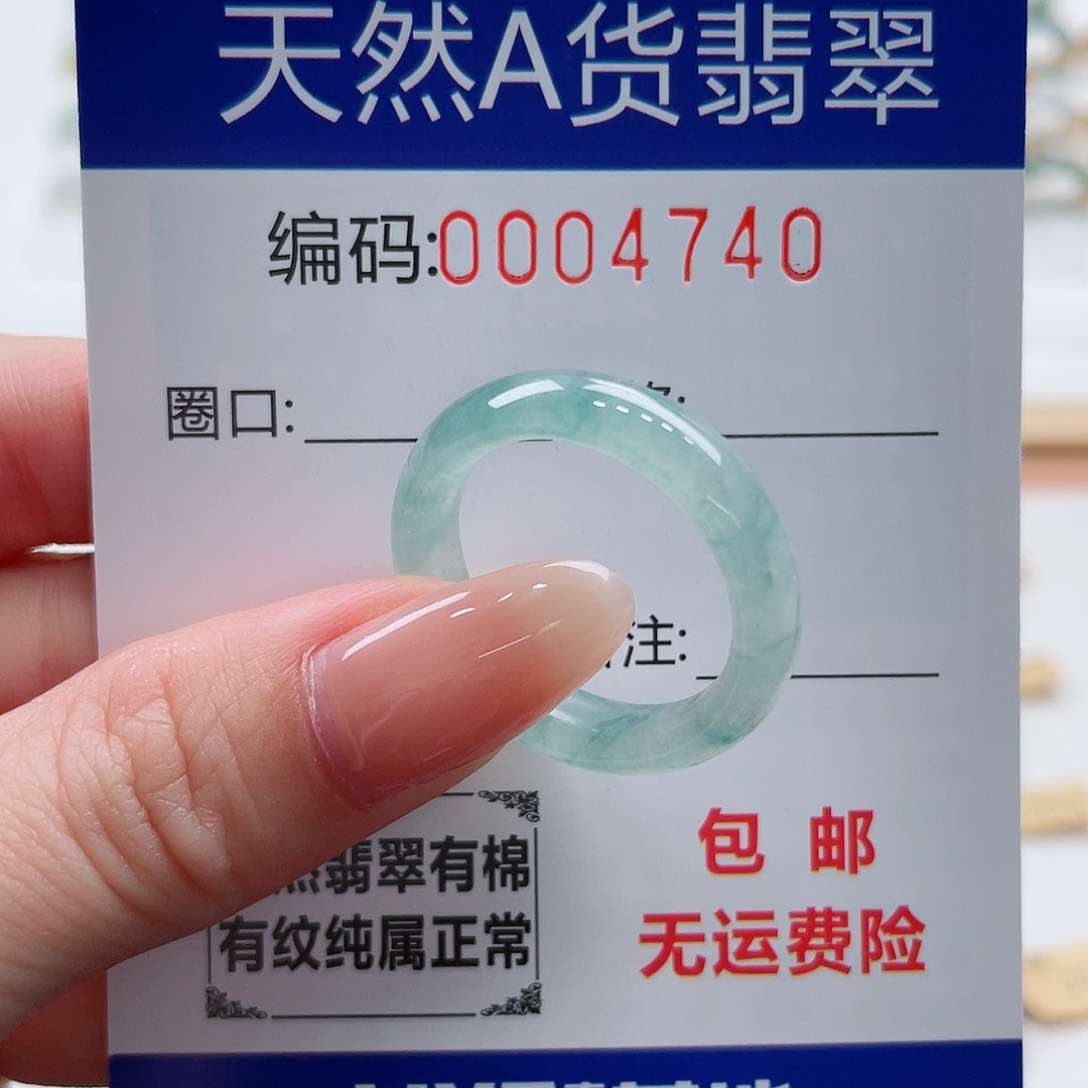 天然A货翡翠
编码:0004740
圈口:
注:
翡翠有棉
有纹纯属正常
包 邮
无运费险